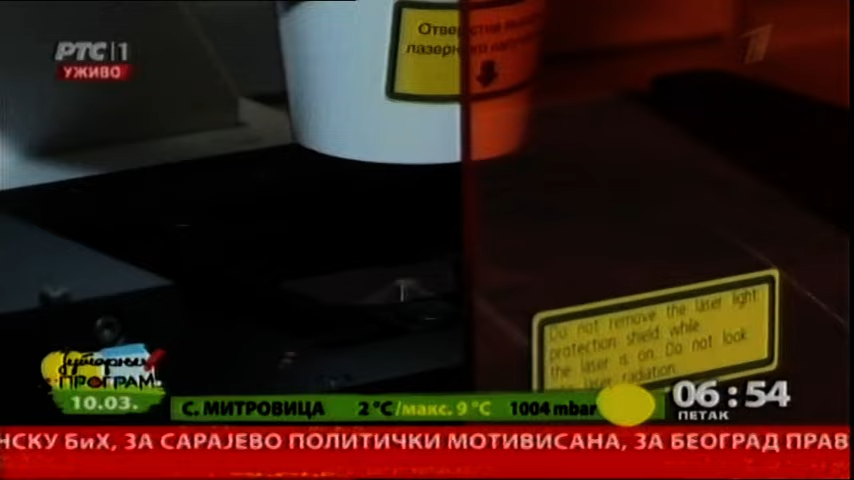 РТС|1
УЖИВО
Отверстие
лазерного
Do not remove the laser light
protection shield while
the laser is on. Do not look
laser radiation.
Јутарњи
ПРОГРАМ
10.03.
С. МИТРОВИЦА 2 °C/макс. 9 °C 1004 mbar
06:54
ПЕТАК
НСКУ БиХ, ЗА САРАЈЕВО ПОЛИТИЧКИ МОТИВИСАНА, ЗА БЕОГРАД ПРАВ